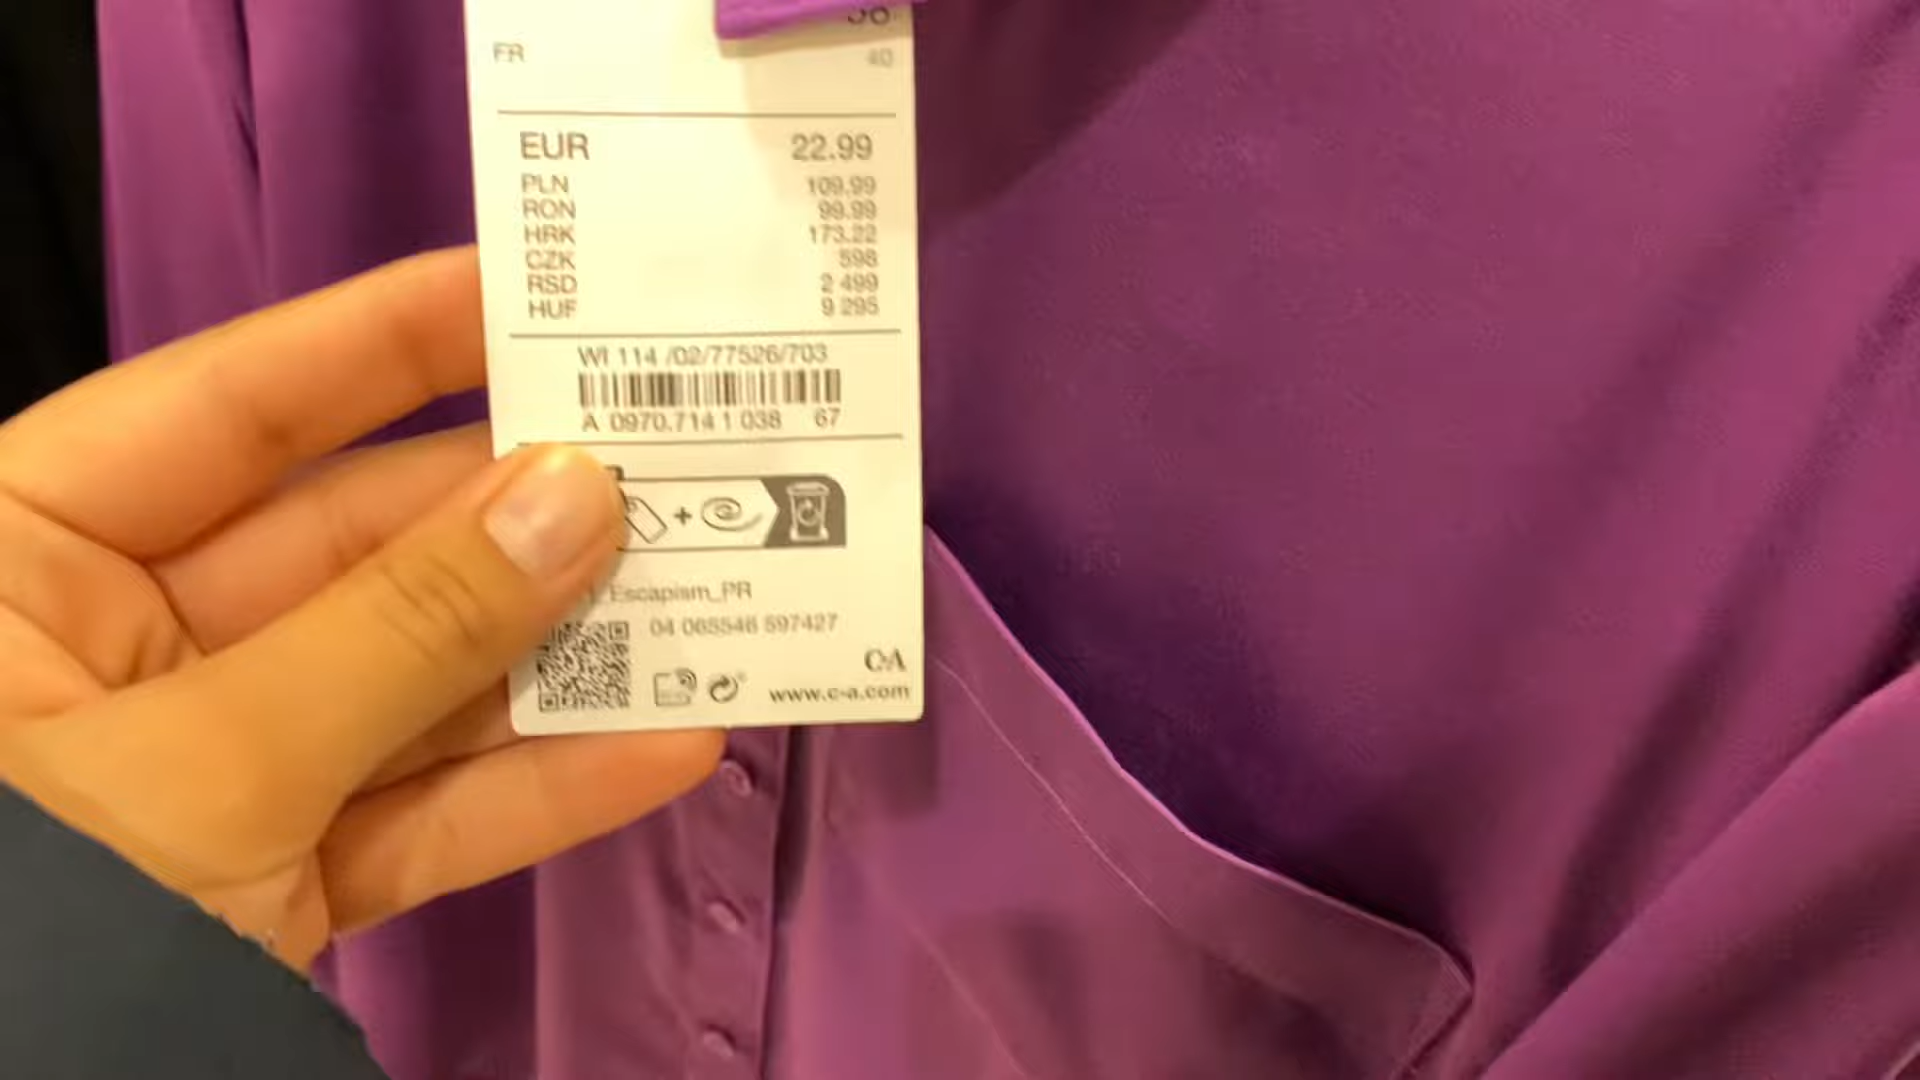 38
FR 40
EUR 22.99
PLN 109.99
RON 99.99
HRK 173.22
CZK 598
RSD 2 499
HUF 9 295
WI 114 /02/77526/703
A 0970.714 1 038 67
Escapism_PR
04 065546 597427
C&A
www.c-a.com